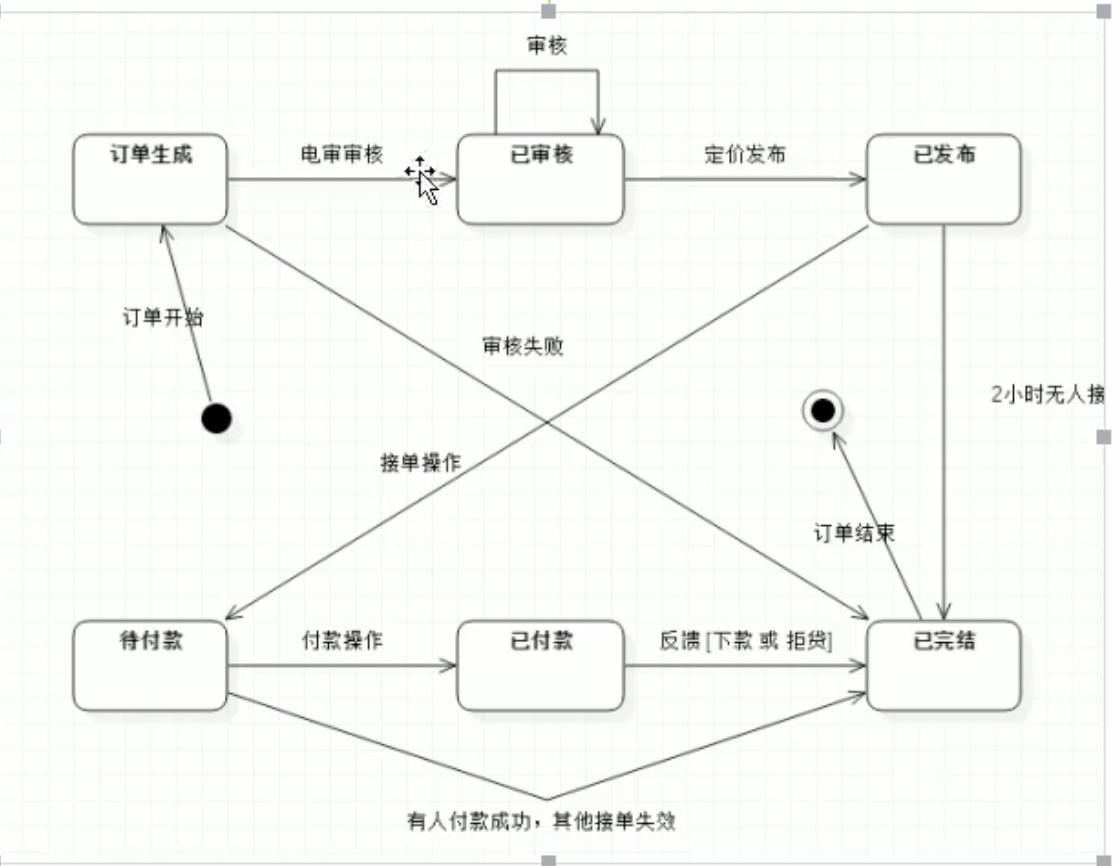 审核
订单生成
电审审核
已审核
定价发布
已发布
订单开始
审核失败
2小时无人接
接单操作
订单结束
待付款
付款操作
已付款
反馈 [下款 或 拒贷]
已完结
有人付款成功，其他接单失效